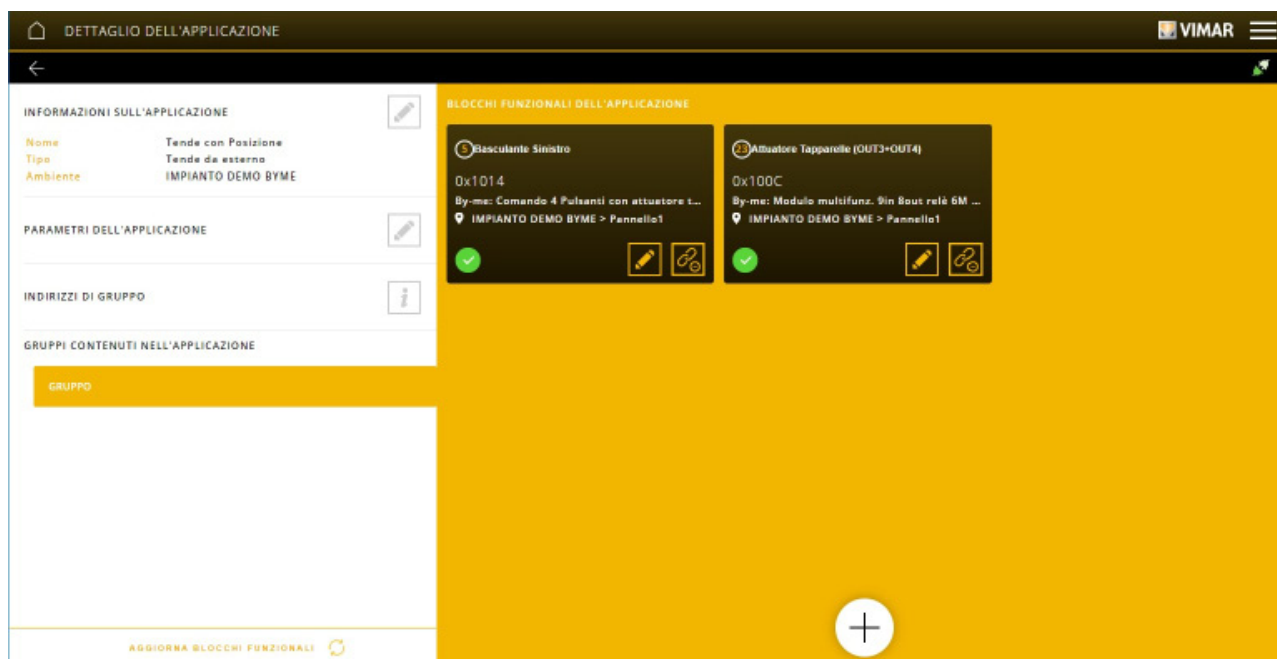 DETTAGLIO DELL'APPLICAZIONE
VIMAR
INFORMAZIONI SULL'APPLICAZIONE
Nome Tende con Posizione
Tipo Tende da esterno
Ambiente IMPIANTO DEMO BYME
PARAMETRI DELL'APPLICAZIONE
INDIRIZZI DI GRUPPO
i
GRUPPI CONTENUTI NELL'APPLICAZIONE
GRUPPO
AGGIORNA BLOCCHI FUNZIONALI
BLOCCHI FUNZIONALI DELL'APPLICAZIONE
5 Basculante Sinistro
0x1014
By-me: Comando 4 Pulsanti con attuatore t...
IMPIANTO DEMO BYME > Pannello1
23 Attuatore Tapparelle (OUT3+OUT4)
0x100C
By-me: Modulo multifunz. 9in 8out relè 6M ...
IMPIANTO DEMO BYME > Pannello1